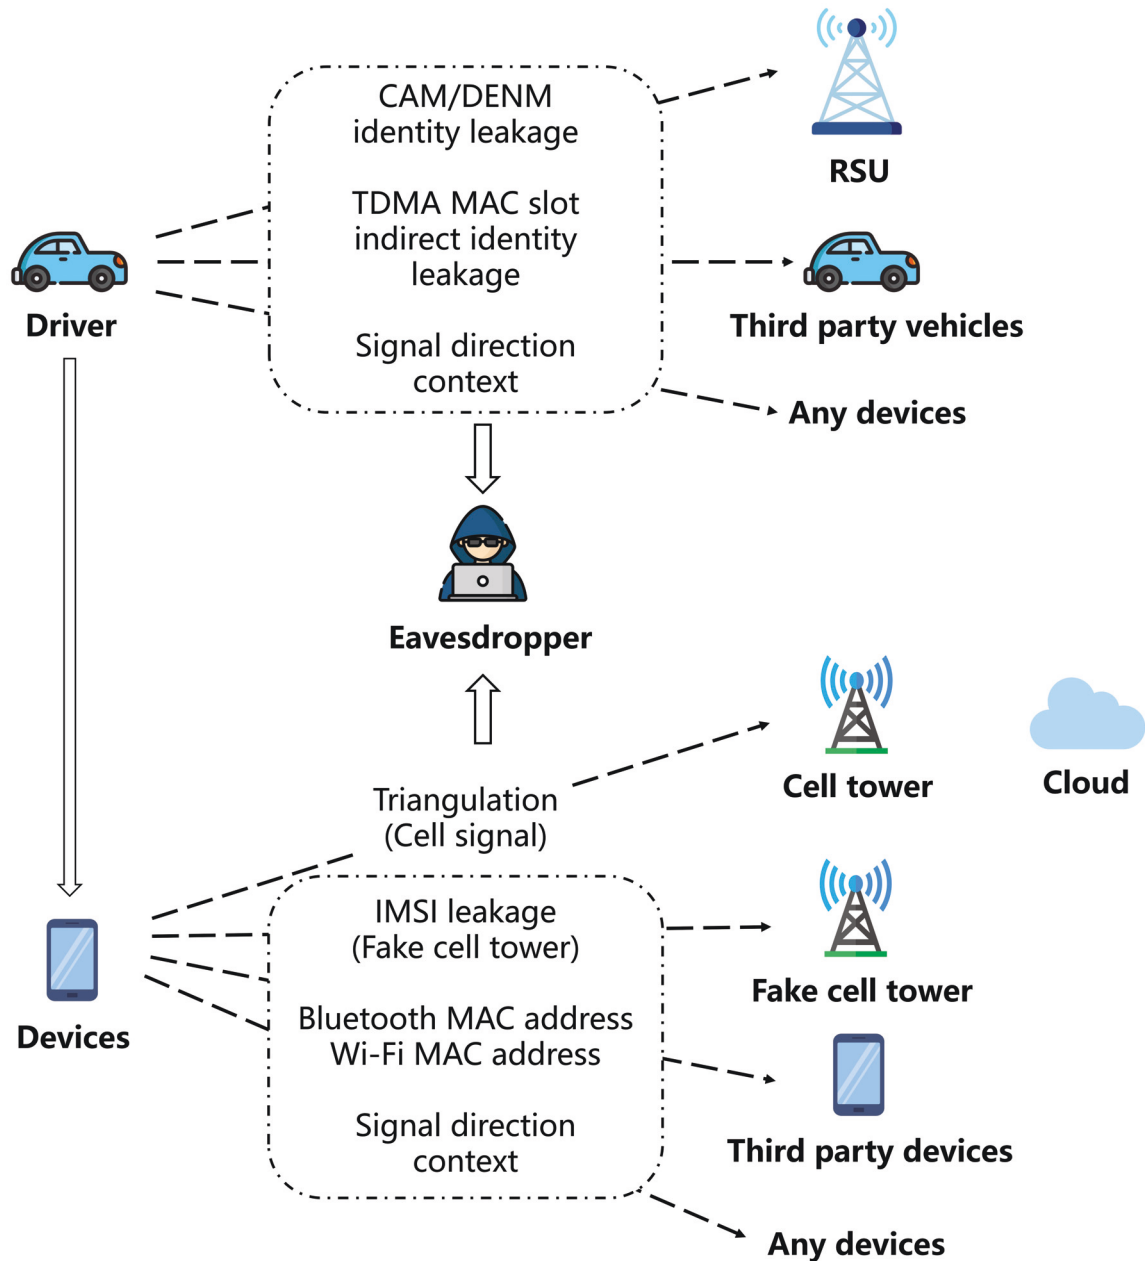 CAM/DENM
identity leakage
TDMA MAC slot
indirect identity
leakage
Signal direction
context
Driver
RSU
Third party vehicles
Any devices
Eavesdropper
Triangulation
(Cell signal)
Cell tower
Cloud
IMSI leakage
(Fake cell tower)
Bluetooth MAC address
Wi-Fi MAC address
Signal direction
context
Devices
Fake cell tower
Third party devices
Any devices